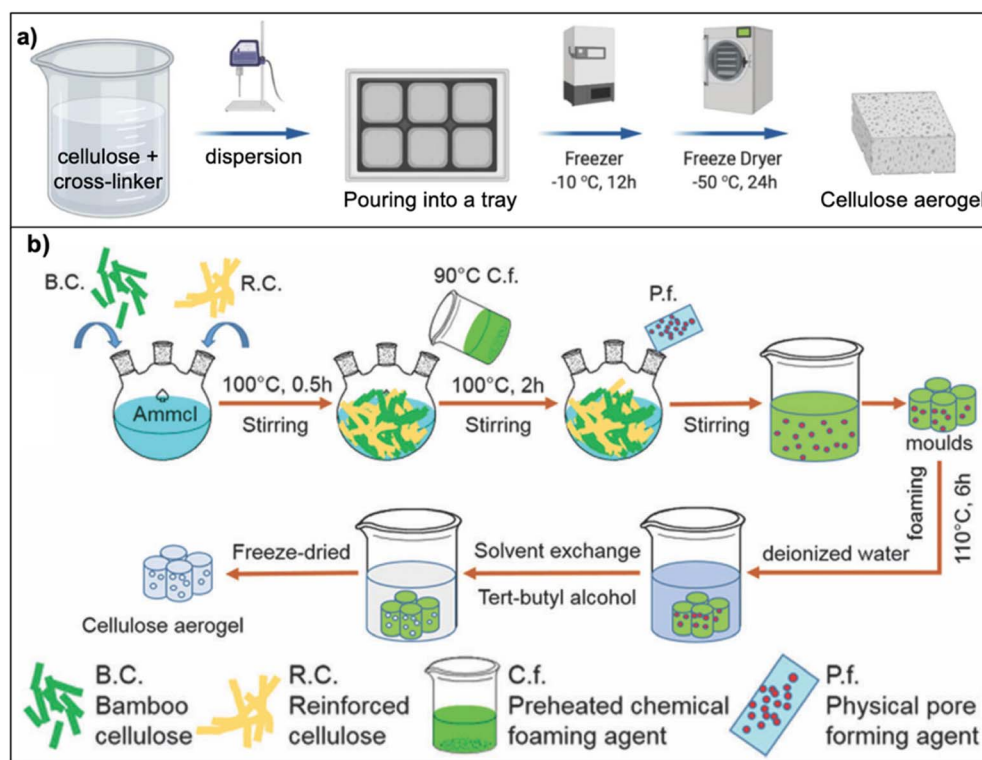 a)
cellulose +
cross-linker
dispersion
Pouring into a tray
Freezer
-10 ºC, 12h
Freeze Dryer
-50 ºC, 24h
Cellulose aerogel
b)
B.C.
R.C.
90°C C.f.
P.f.
Ammcl
100°C, 0.5h
Stirring
100°C, 2h
Stirring
Stirring
moulds
foaming
110°C, 6h
deionized water
Solvent exchange
Tert-butyl alcohol
Freeze-dried
Cellulose aerogel
B.C.
Bamboo
cellulose
R.C.
Reinforced
cellulose
C.f.
Preheated chemical
foaming agent
P.f.
Physical pore
forming agent